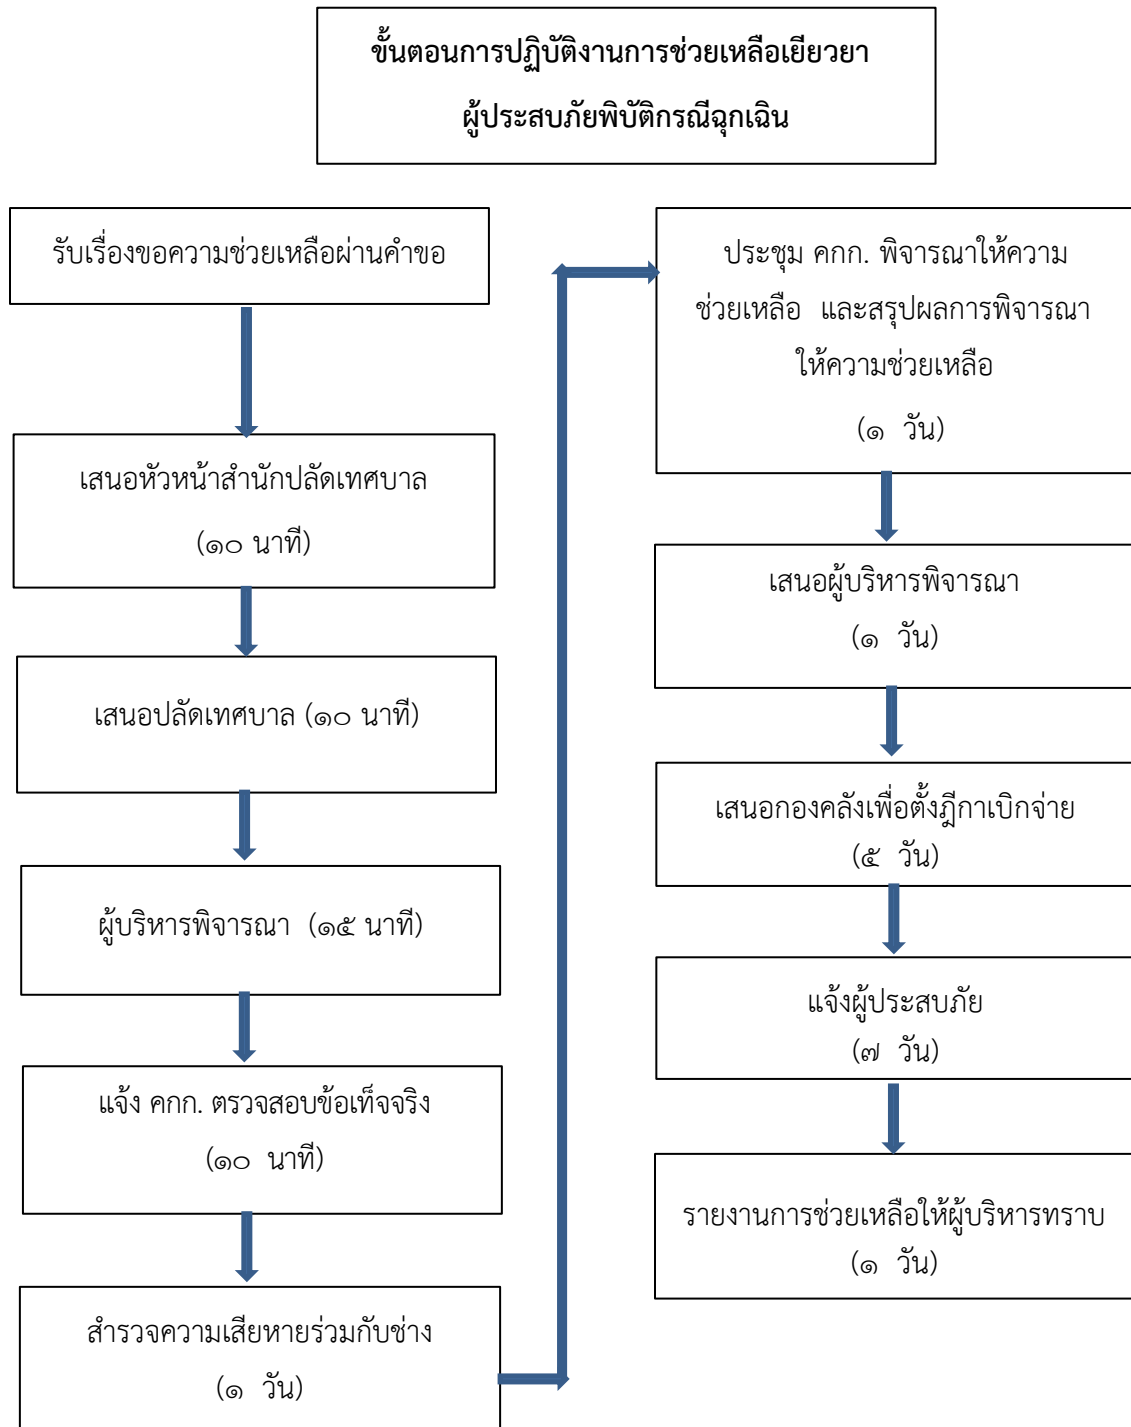 ขั้นตอนการปฏิบัติงานการช่วยเหลือเยียวยา
ผู้ประสบภัยพิบัติกรณีฉุกเฉิน
รับเรื่องขอความช่วยเหลือผ่านคำขอ
เสนอหัวหน้าสำนักปลัดเทศบาล
(๑๐ นาที)
เสนอปลัดเทศบาล (๑๐ นาที)
ผู้บริหารพิจารณา (๑๕ นาที)
แจ้ง คกก. ตรวจสอบข้อเท็จจริง
(๑๐ นาที)
สำรวจความเสียหายร่วมกับช่าง
(๑ วัน)
ประชุม คกก. พิจารณาให้ความ
ช่วยเหลือ และสรุปผลการพิจารณา
ให้ความช่วยเหลือ
(๑ วัน)
เสนอผู้บริหารพิจารณา
(๑ วัน)
เสนอกองคลังเพื่อตั้งฎีกาเบิกจ่าย
(๕ วัน)
แจ้งผู้ประสบภัย
(๗ วัน)
รายงานการช่วยเหลือให้ผู้บริหารทราบ
(๑ วัน)